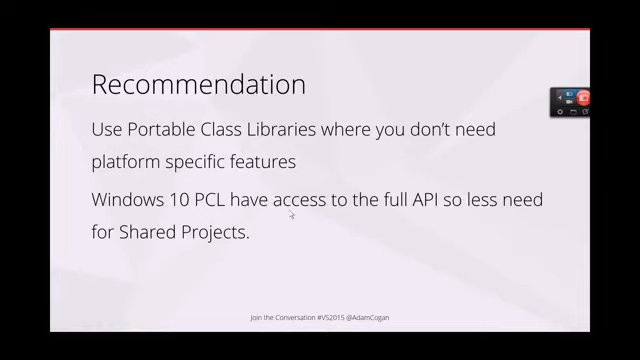 Recommendation
Use Portable Class Libraries where you don't need
platform specific features
Windows 10 PCL have access to the full API so less need
for Shared Projects.
Join the Conversation #VS2015 @AdamCogan